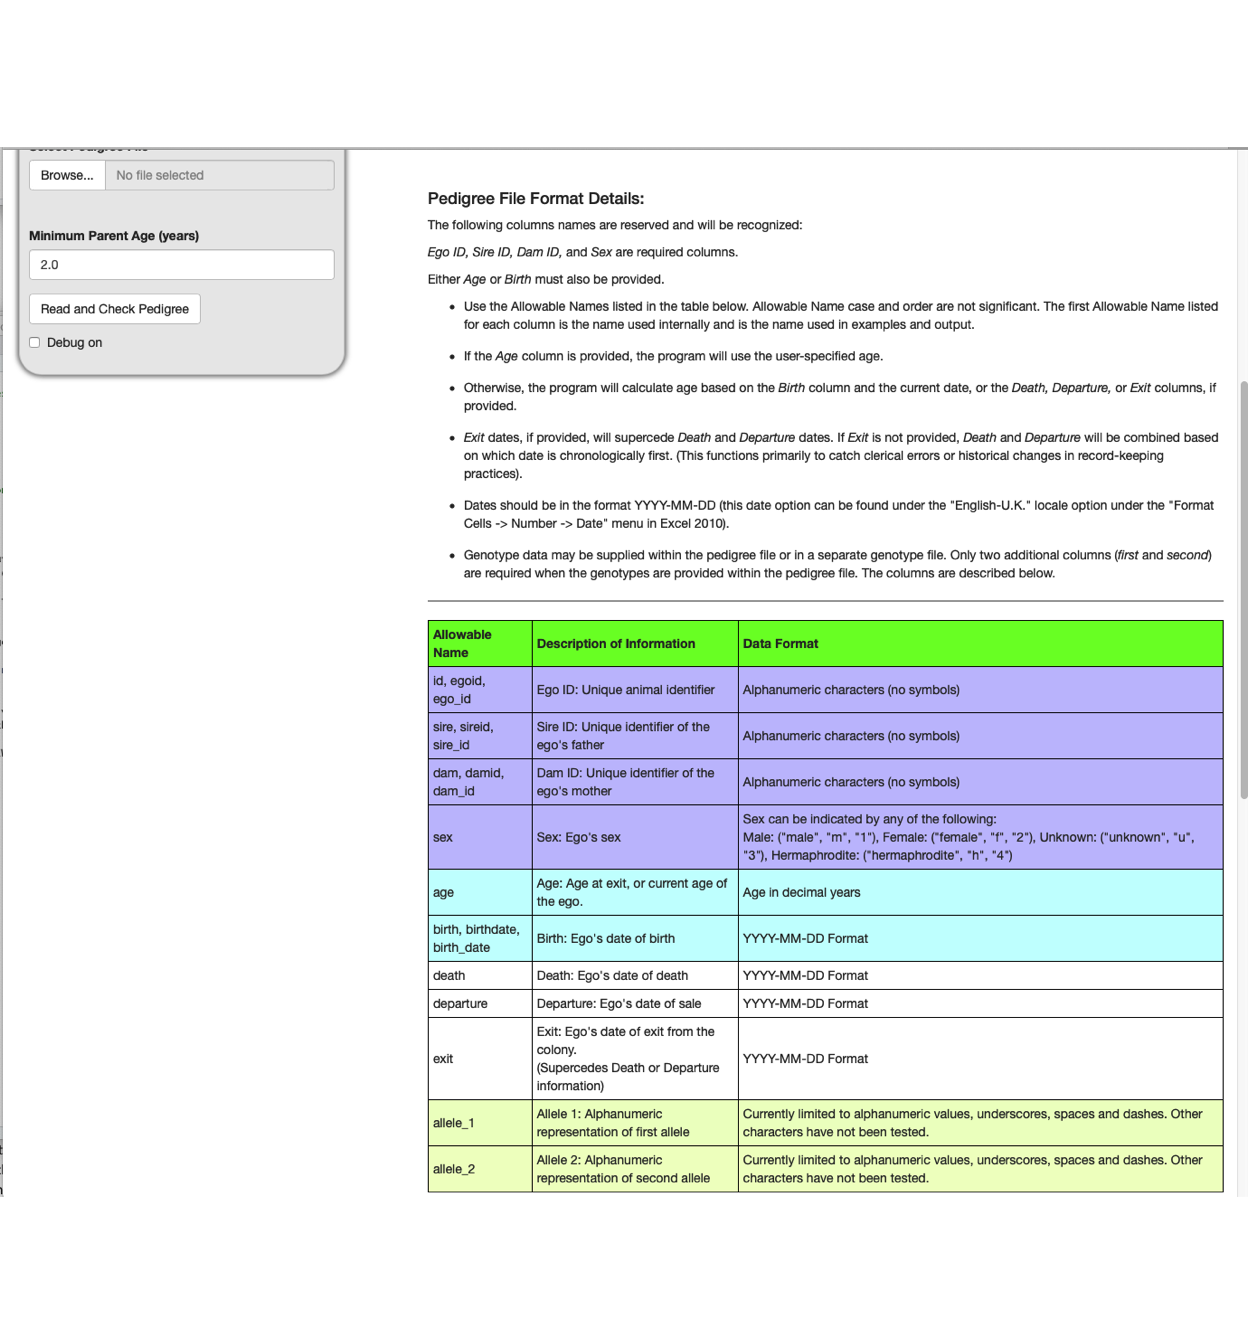 Browse...
No file selected
Minimum Parent Age (years)
2.0
Read and Check Pedigree
Debug on
Pedigree File Format Details:
The following columns names are reserved and will be recognized:
Ego ID, Sire ID, Dam ID, and Sex are required columns.
Either Age or Birth must also be provided.
• Use the Allowable Names listed in the table below. Allowable Name case and order are not significant. The first Allowable Name listed
for each column is the name used internally and is the name used in examples and output.
• If the Age column is provided, the program will use the user-specified age.
• Otherwise, the program will calculate age based on the Birth column and the current date, or the Death, Departure, or Exit columns, if
provided.
• Exit dates, if provided, will supercede Death and Departure dates. If Exit is not provided, Death and Departure will be combined based
on which date is chronologically first. (This functions primarily to catch clerical errors or historical changes in record-keeping
practices).
• Dates should be in the format YYYY-MM-DD (this date option can be found under the "English-U.K." locale option under the "Format
Cells -> Number -> Date" menu in Excel 2010).
• Genotype data may be supplied within the pedigree file or in a separate genotype file. Only two additional columns (first and second)
are required when the genotypes are provided within the pedigree file. The columns are described below.
Allowable
Name
Description of Information
Data Format
id, egoid,
ego_id
Ego ID: Unique animal identifier
Alphanumeric characters (no symbols)
sire, sireid,
sire_id
Sire ID: Unique identifier of the
ego's father
Alphanumeric characters (no symbols)
dam, damid,
dam_id
Dam ID: Unique identifier of the
ego's mother
Alphanumeric characters (no symbols)
sex
Sex: Ego's sex
Sex can be indicated by any of the following:
Male: ("male", "m", "1"), Female: ("female", "f", "2"), Unknown: ("unknown", "u",
"3"), Hermaphrodite: ("hermaphrodite", "h", "4")
age
Age: Age at exit, or current age of
the ego.
Age in decimal years
birth, birthdate,
birth_date
Birth: Ego's date of birth
YYYY-MM-DD Format
death
Death: Ego's date of death
YYYY-MM-DD Format
departure
Departure: Ego's date of sale
YYYY-MM-DD Format
exit
Exit: Ego's date of exit from the
colony.
(Supercedes Death or Departure
information)
YYYY-MM-DD Format
allele_1
Allele 1: Alphanumeric
representation of first allele
Currently limited to alphanumeric values, underscores, spaces and dashes. Other
characters have not been tested.
allele_2
Allele 2: Alphanumeric
representation of second allele
Currently limited to alphanumeric values, underscores, spaces and dashes. Other
characters have not been tested.